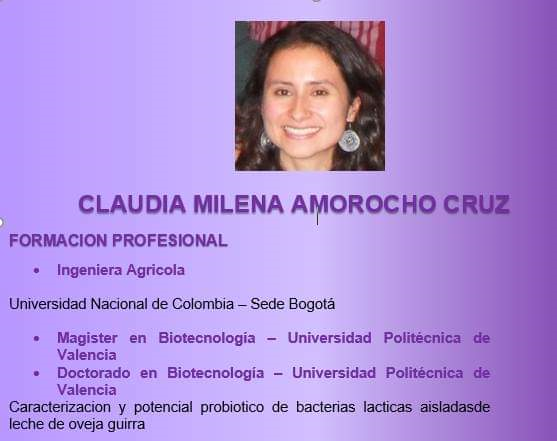 CLAUDIA MILENA AMOROCHO CRUZ
FORMACION PROFESIONAL
• Ingeniera Agricola
Universidad Nacional de Colombia – Sede Bogotá
• Magister en Biotecnología – Universidad Politécnica de
Valencia
• Doctorado en Biotecnología – Universidad Politécnica de
Valencia
Caracterizacion y potencial probiotico de bacterias lacticas aisladasde
leche de oveja guirra